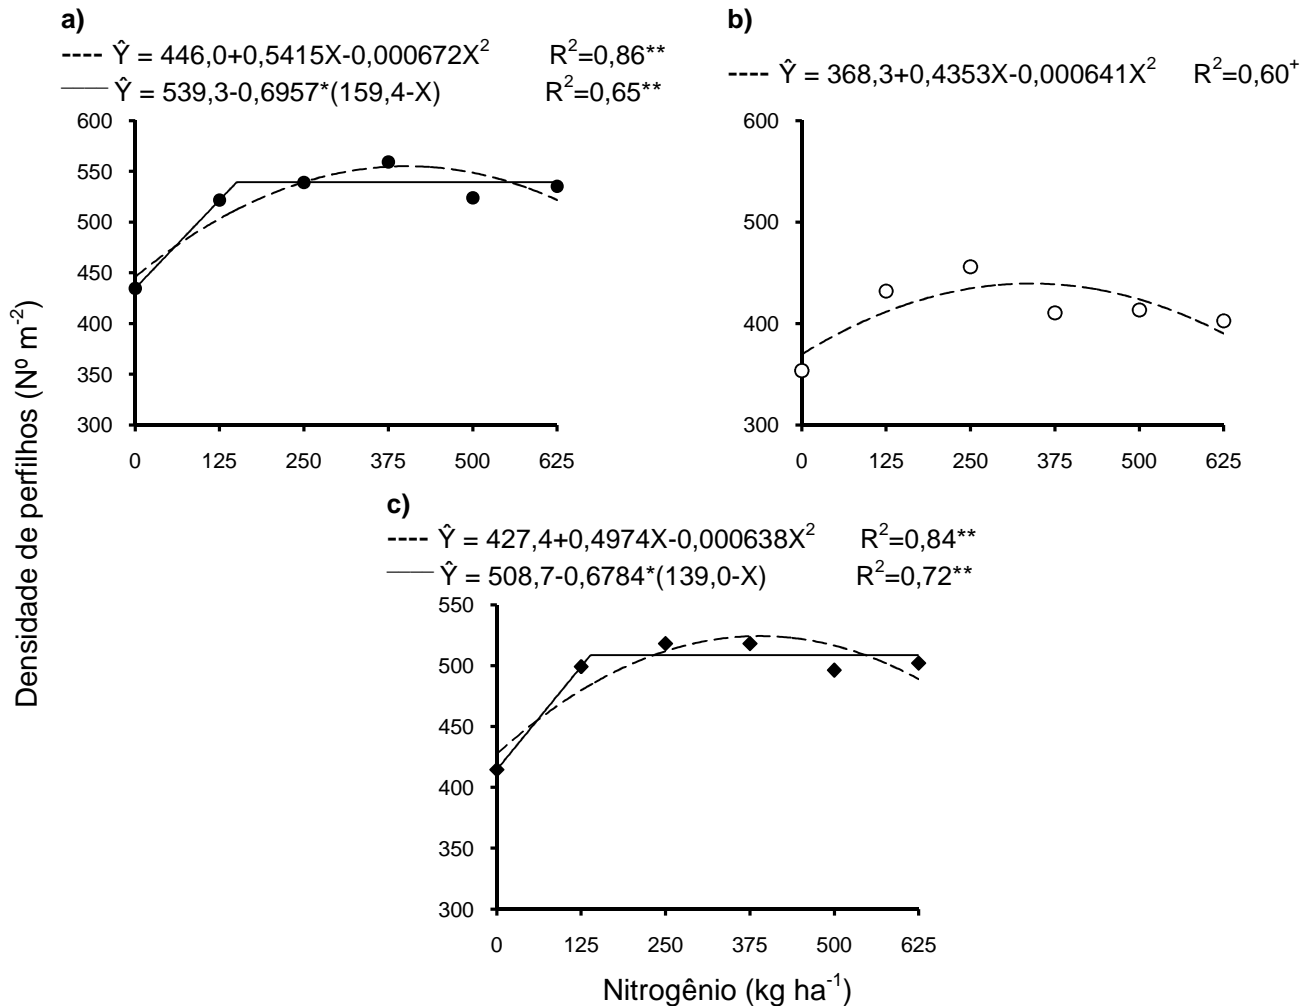 a)
---- Ŷ = 446,0+0,5415X-0,000672X² R²=0,86**
—— Ŷ = 539,3-0,6957*(159,4-X) R²=0,65**
600
550
500
450
400
350
300
0 125 250 375 500 625
b)
---- Ŷ = 368,3+0,4353X-0,000641X² R²=0,60⁺
600
500
400
300
0 125 250 375 500 625
c)
---- Ŷ = 427,4+0,4974X-0,000638X² R²=0,84**
—— Ŷ = 508,7-0,6784*(139,0-X) R²=0,72**
550
500
450
400
350
300
0 125 250 375 500 625
Densidade de perfilhos (Nº m⁻²)
Nitrogênio (kg ha⁻¹)